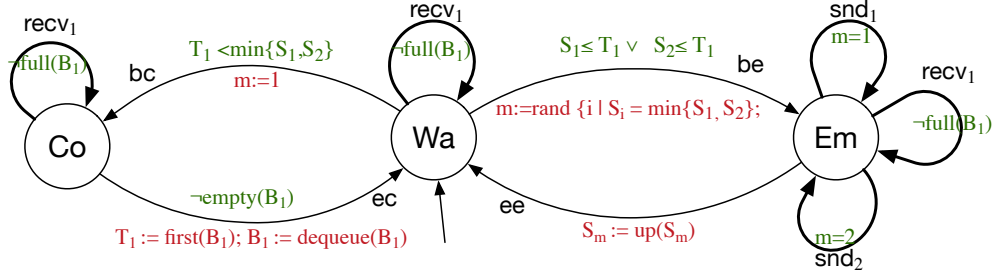 recv₁
¬full(B₁)
Co
bc
T₁ <min{S₁,S₂}
m:=1
¬empty(B₁)
ec
T₁ := first(B₁); B₁ := dequeue(B₁)
recv₁
¬full(B₁)
Wa
S₁≤ T₁ ∨ S₂≤ T₁
be
m:=rand {i | Sᵢ = min{S₁, S₂};
ee
Sₘ := up(Sₘ)
snd₁
m=1
recv₁
¬full(B₁)
Em
m=2
snd₂